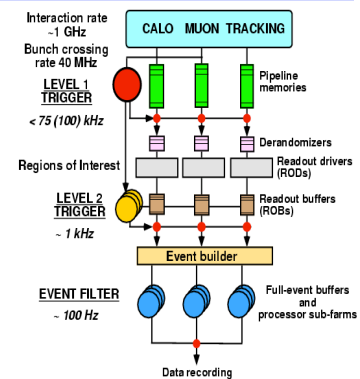 Interaction rate
~1 GHz
CALO MUON TRACKING
Bunch crossing
rate 40 MHz
LEVEL 1
TRIGGER
< 75 (100) kHz
Pipeline
memories
Derandomizers
Regions of Interest
Readout drivers
(RODs)
LEVEL 2
TRIGGER
~ 1 kHz
Readout buffers
(ROBs)
Event builder
EVENT FILTER
~ 100 Hz
Full-event buffers
and
processor sub-farms
Data recording